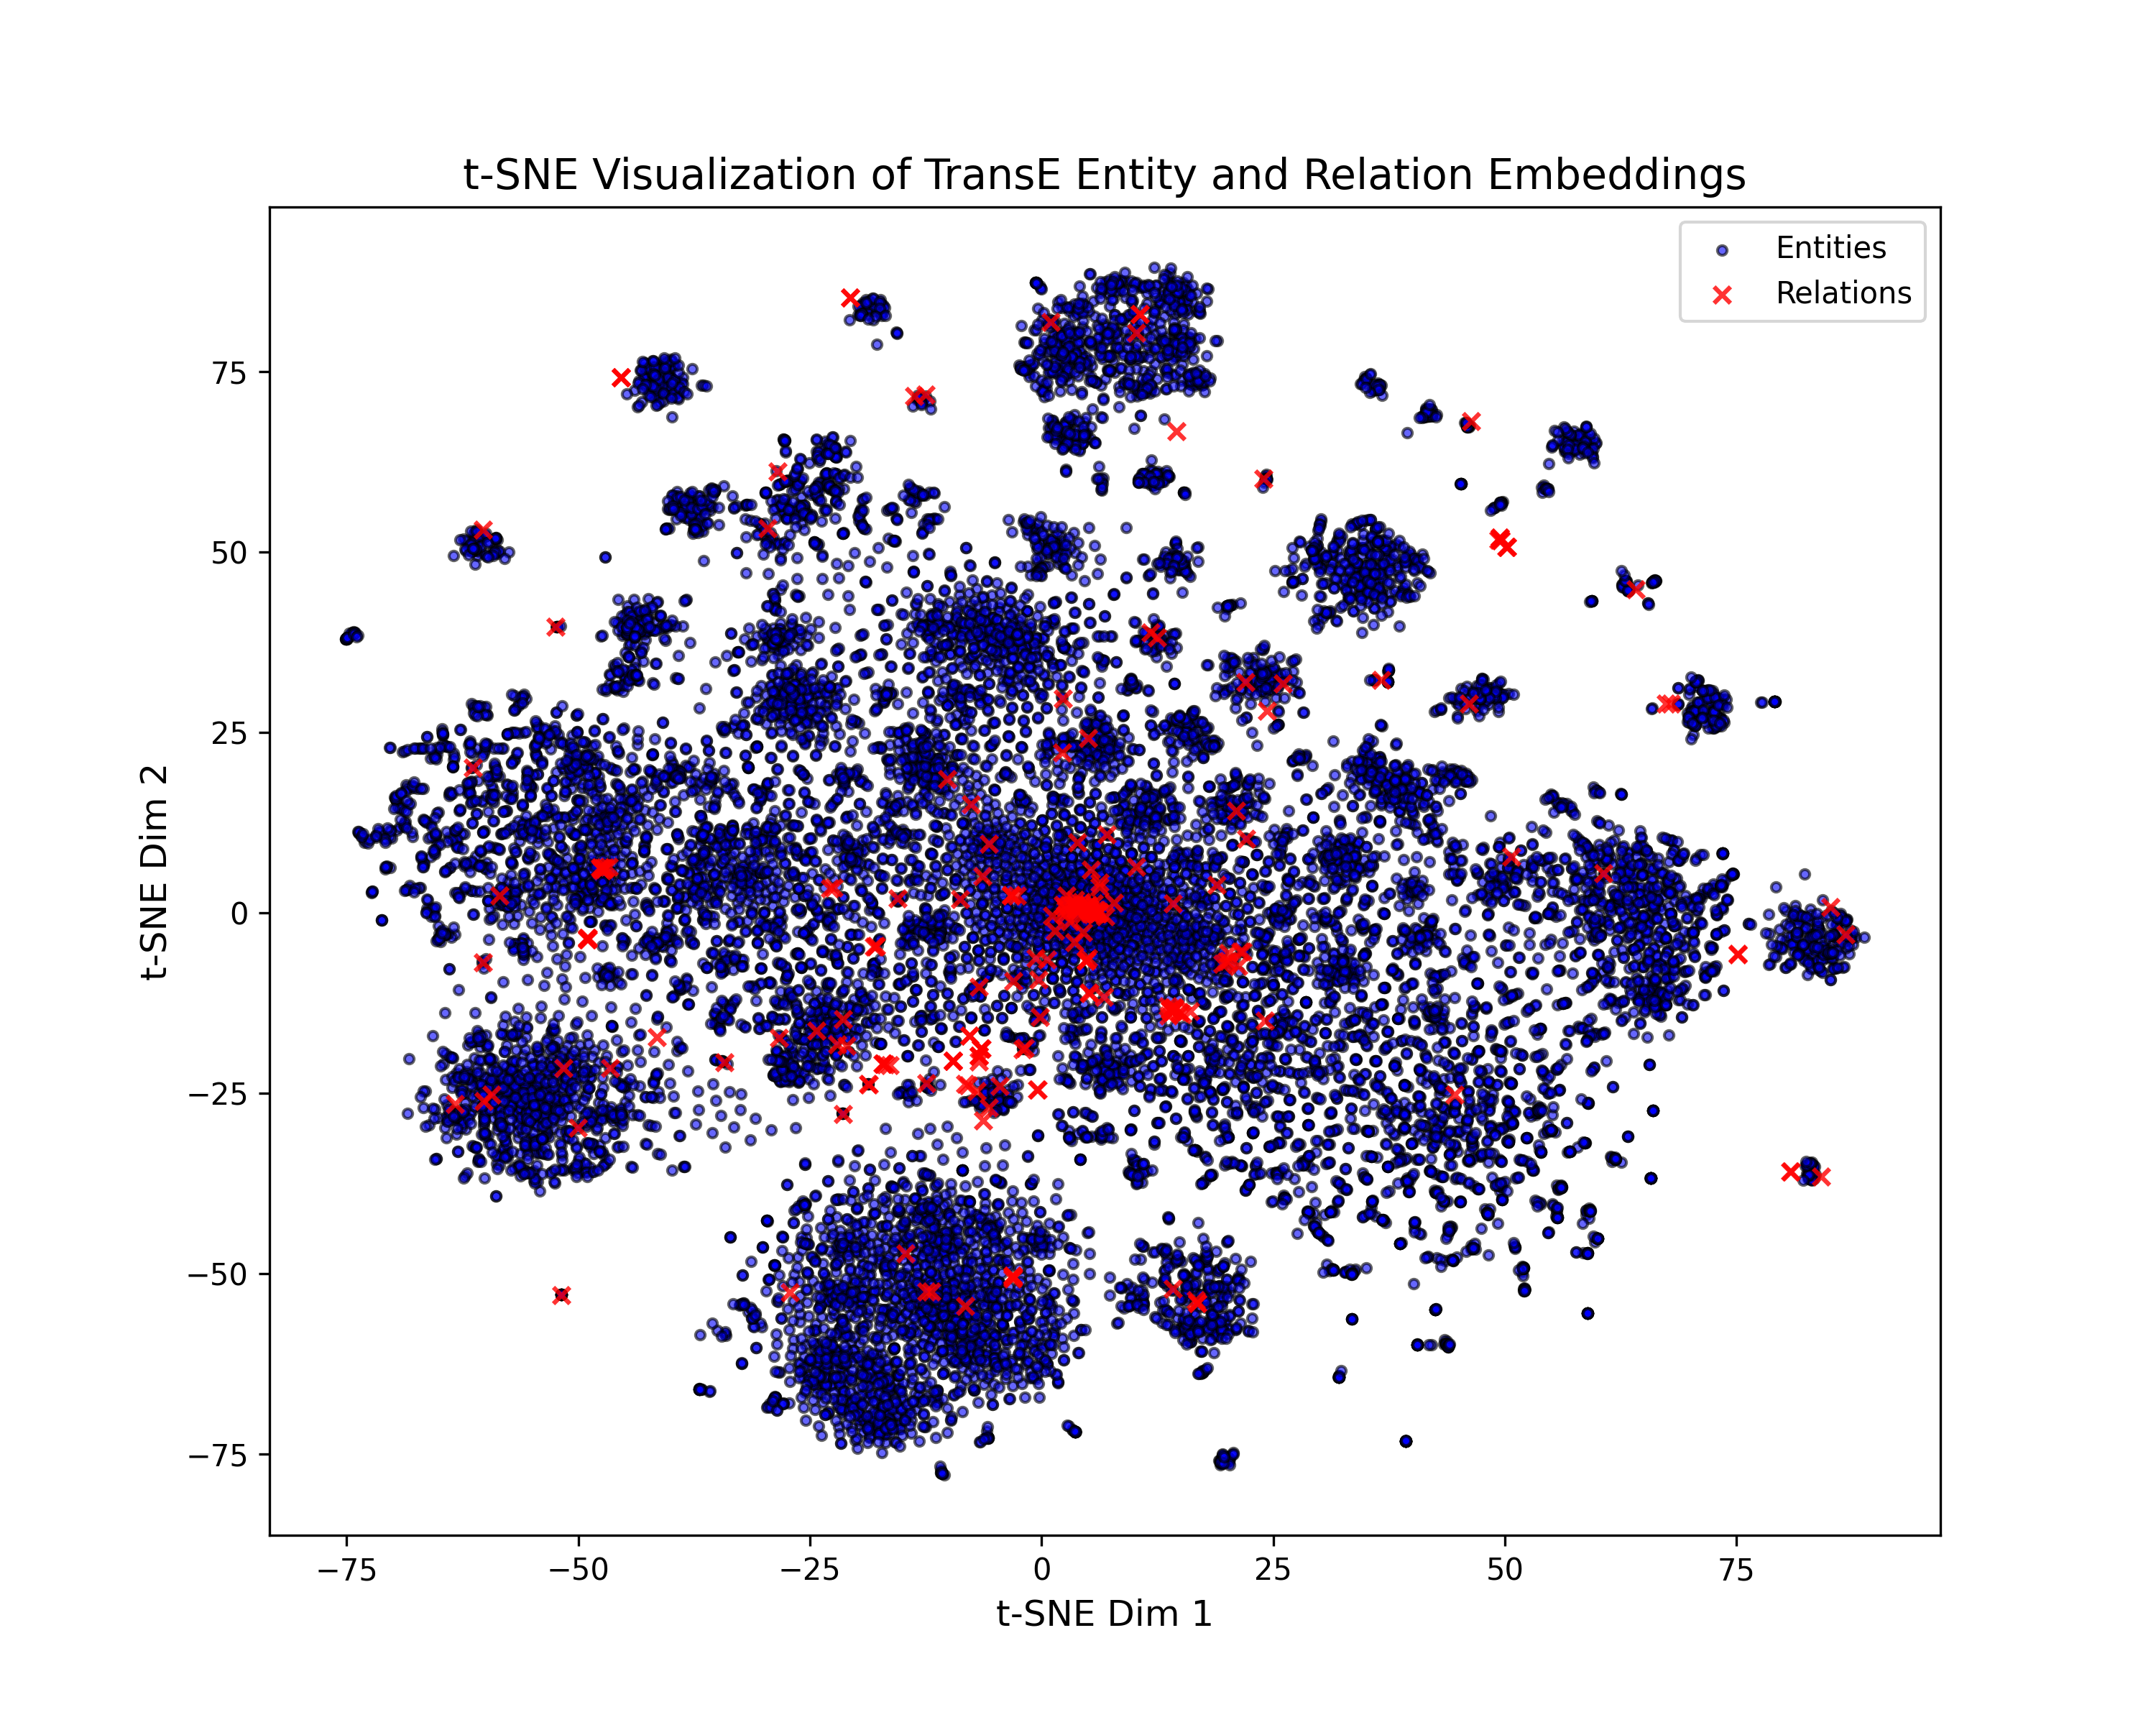 t-SNE Visualization of TransE Entity and Relation Embeddings
Entities
Relations
75
50
25
0
−25
−50
−75
t-SNE Dim 2
−75
−50
−25
0
25
50
75
t-SNE Dim 1